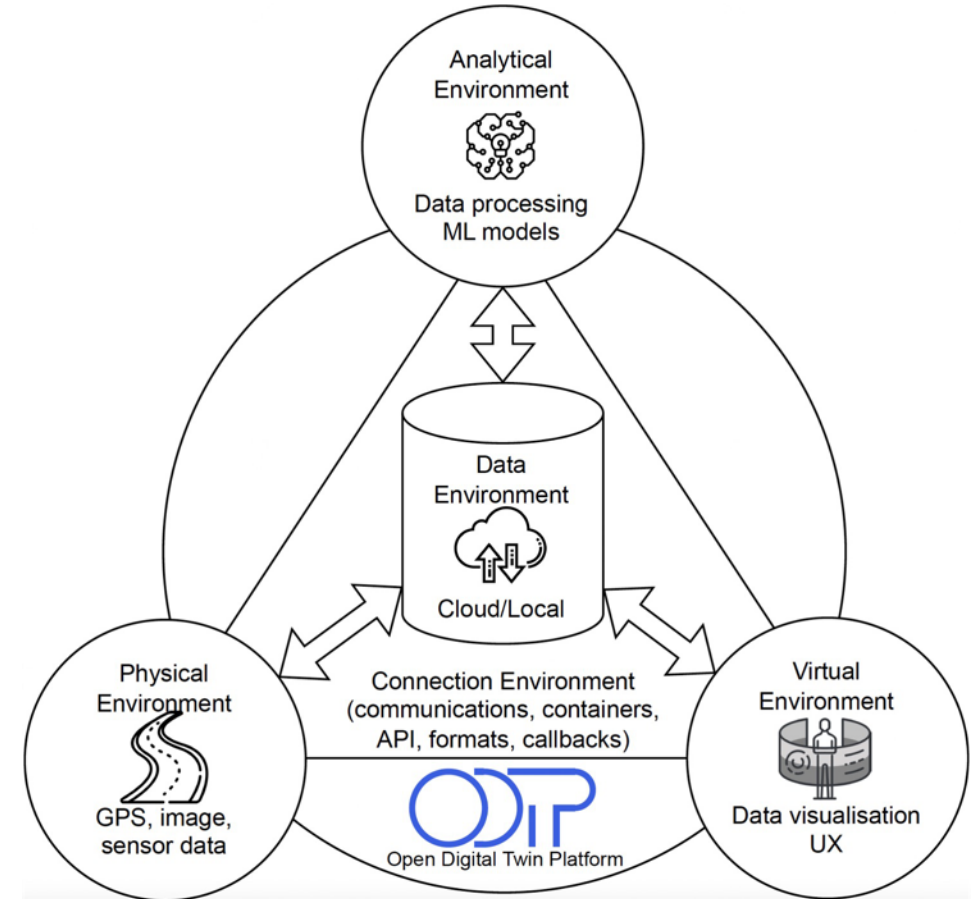 Analytical
Environment
Data processing
ML models
Data
Environment
Cloud/Local
Physical
Environment
GPS, image,
sensor data
Connection Environment
(communications, containers,
API, formats, callbacks)
Virtual
Environment
Data visualisation
UX
ODTP
Open Digital Twin Platform